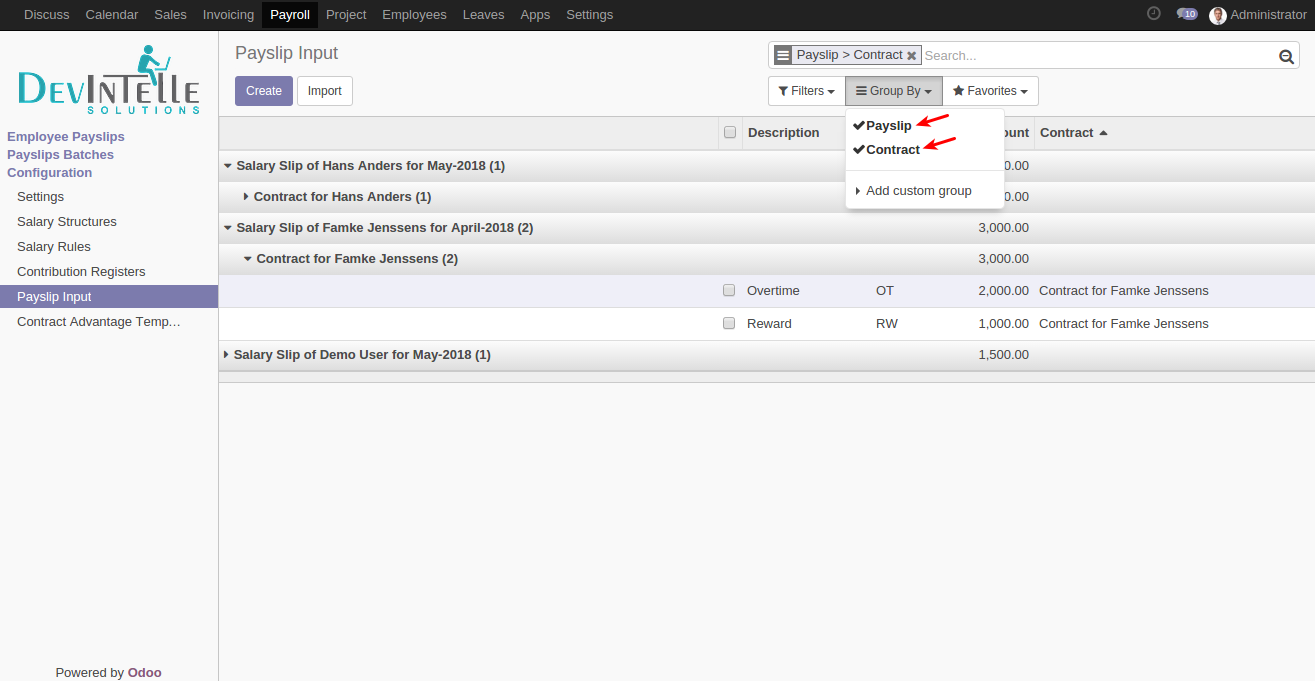 Discuss Calendar Sales Invoicing Payroll Project Employees Leaves Apps Settings 10 Administrator
DEVINTELLE
SOLUTIONS
Employee Payslips
Payslips Batches
Configuration
Settings
Salary Structures
Salary Rules
Contribution Registers
Payslip Input
Contract Advantage Temp…
Powered by Odoo
Payslip Input
Payslip > Contract Search...
Create Import
Filters Group By Favorites
Payslip
Contract
Add custom group
Description ount Contract
Salary Slip of Hans Anders for May-2018 (1) 0.00
Contract for Hans Anders (1) 0.00
Salary Slip of Famke Jenssens for April-2018 (2) 3,000.00
Contract for Famke Jenssens (2) 3,000.00
Overtime OT 2,000.00 Contract for Famke Jenssens
Reward RW 1,000.00 Contract for Famke Jenssens
Salary Slip of Demo User for May-2018 (1) 1,500.00